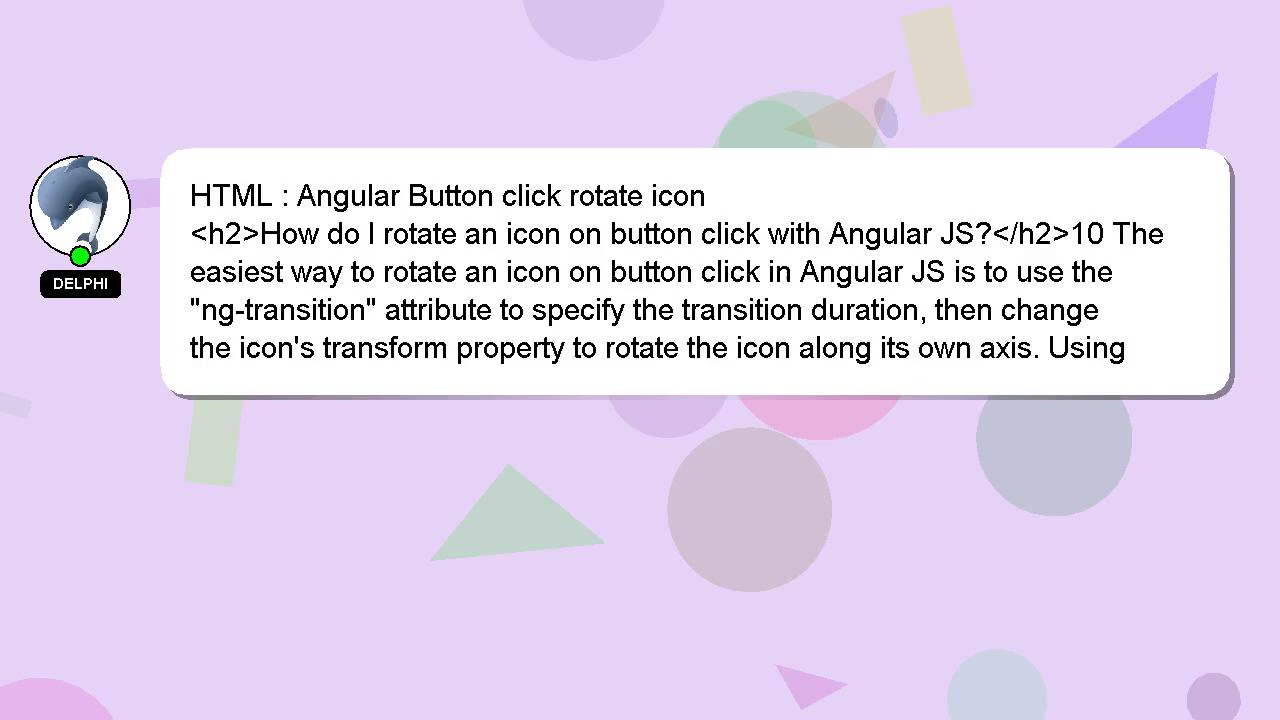 HTML : Angular Button click rotate icon
<h2>How do I rotate an icon on button click with Angular JS?</h2>10 The
easiest way to rotate an icon on button click in Angular JS is to use the
"ng-transition" attribute to specify the transition duration, then change
the icon's transform property to rotate the icon along its own axis. Using
DELPHI